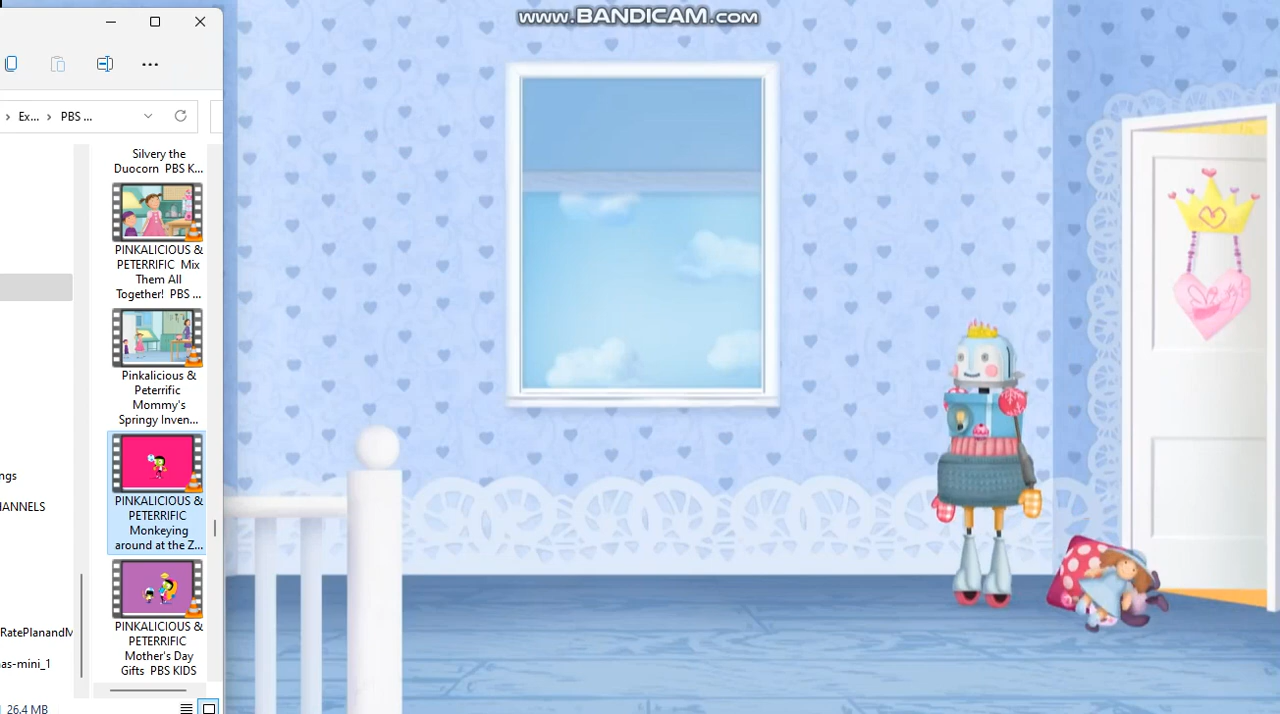 www.BANDICAM.com
Ex...
PBS ...
Silvery the
Duocorn PBS K...
PINKALICIOUS &
PETERRIFIC Mix
Them All
Together! PBS ...
Pinkalicious &
Peterrific
Mommy's
Springy Inven...
PINKALICIOUS &
PETERRIFIC
Monkeying
around at the Z...
PINKALICIOUS &
PETERRIFIC
Mother's Day
Gifts PBS KIDS
ngs
HANNELS
RatePlanandM
as-mini_1
26.4 MB